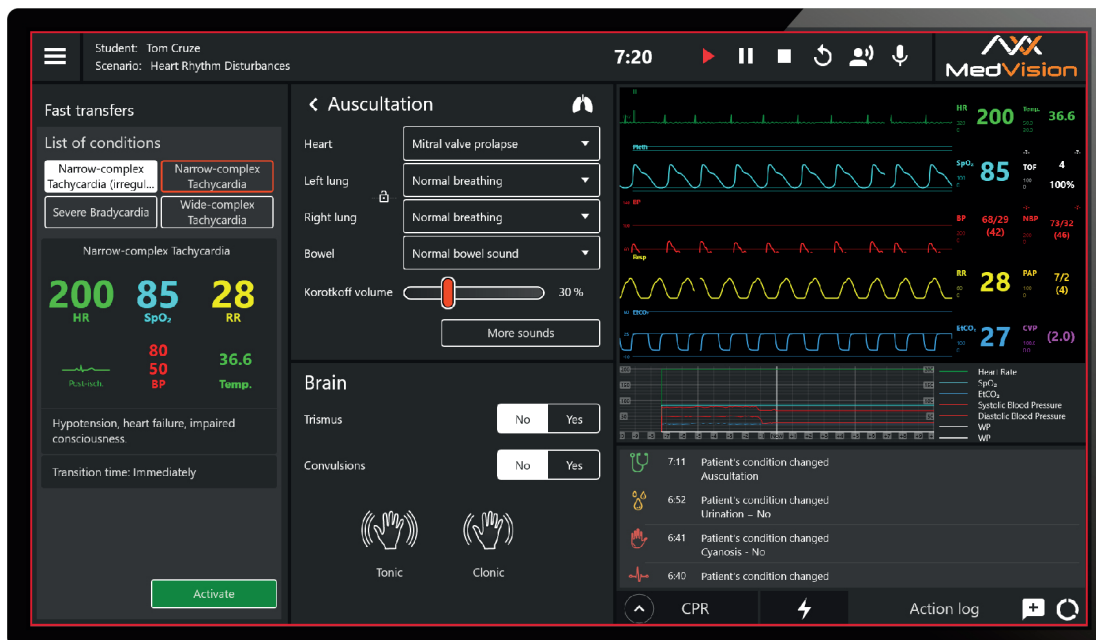 Student: Tom Cruze
Scenario: Heart Rhythm Disturbances
7:20
MedVision
Fast transfers
List of conditions
Narrow-complex
Tachycardia (irregul...
Narrow-complex
Tachycardia
Severe Bradycardia
Wide-complex
Tachycardia
Narrow-complex Tachycardia
200
HR
85
SpO₂
28
RR
Post-isch.
80
50
BP
36.6
Temp.
Hypotension, heart failure, impaired
consciousness.
Transition time: Immediately
Activate
Auscultation
Heart
Mitral valve prolapse
Left lung
Normal breathing
Right lung
Normal breathing
Bowel
Normal bowel sound
Korotkoff volume
30 %
More sounds
Brain
Trismus
No Yes
Convulsions
No Yes
Tonic
Clonic
II
HR 200
Temp. 36.6
Pleth
SpO₂ 85
TOF 4
100%
BP
BP 68/29
(42)
NBP 73/32
(46)
Resp
RR 28
PAP 7/2
(4)
EtCO₂
EtCO₂ 27
CVP (2.0)
Heart Rate
SpO₂
EtCO₂
Systolic Blood Pressure
Diastolic Blood Pressure
WP
WP
7:11 Patient's condition changed
Auscultation
6:52 Patient's condition changed
Urination – No
6:41 Patient's condition changed
Cyanosis - No
6:40 Patient's condition changed
CPR
Action log